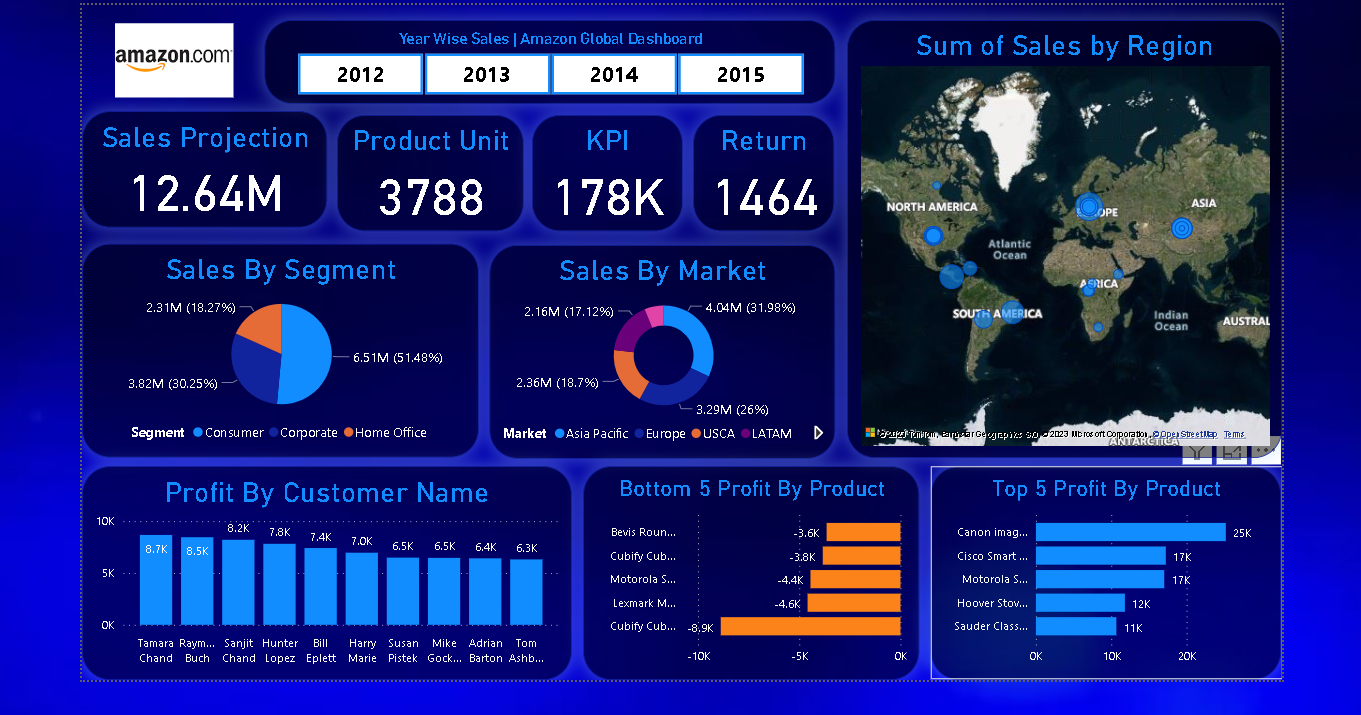 amazon.com
Year Wise Sales | Amazon Global Dashboard
2012
2013
2014
2015
Sales Projection
12.64M
Product Unit
3788
KPI
178K
Return
1464
Sum of Sales by Region
NORTH AMERICA
EUROPE
ASIA
Atlantic
Ocean
AFRICA
SOUTH AMERICA
Indian
Ocean
AUSTRAL
ANTARCTICA
© 2023 TomTom, Earthstar Geographics SIO, © 2023 Microsoft Corporation, © OpenStreetMap Terms
Sales By Segment
2.31M (18.27%)
6.51M (51.48%)
3.82M (30.25%)
Segment Consumer Corporate Home Office
Sales By Market
2.16M (17.12%)
4.04M (31.98%)
2.36M (18.7%)
3.29M (26%)
Market Asia Pacific Europe USCA LATAM
Profit By Customer Name
10K
5K
0K
8.7K
8.5K
8.2K
7.8K
7.4K
7.0K
6.5K
6.5K
6.4K
6.3K
Tamara
Chand
Raym...
Buch
Sanjit
Chand
Hunter
Lopez
Bill
Eplett
Harry
Marie
Susan
Pistek
Mike
Gock...
Adrian
Barton
Tom
Ashb...
Bottom 5 Profit By Product
Bevis Roun... -3.6K
Cubify Cub... -3.8K
Motorola S... -4.4K
Lexmark M... -4.6K
Cubify Cub... -8.9K
-10K -5K 0K
Top 5 Profit By Product
Canon imag... 25K
Cisco Smart ... 17K
Motorola S... 17K
Hoover Stov... 12K
Sauder Class... 11K
0K 10K 20K